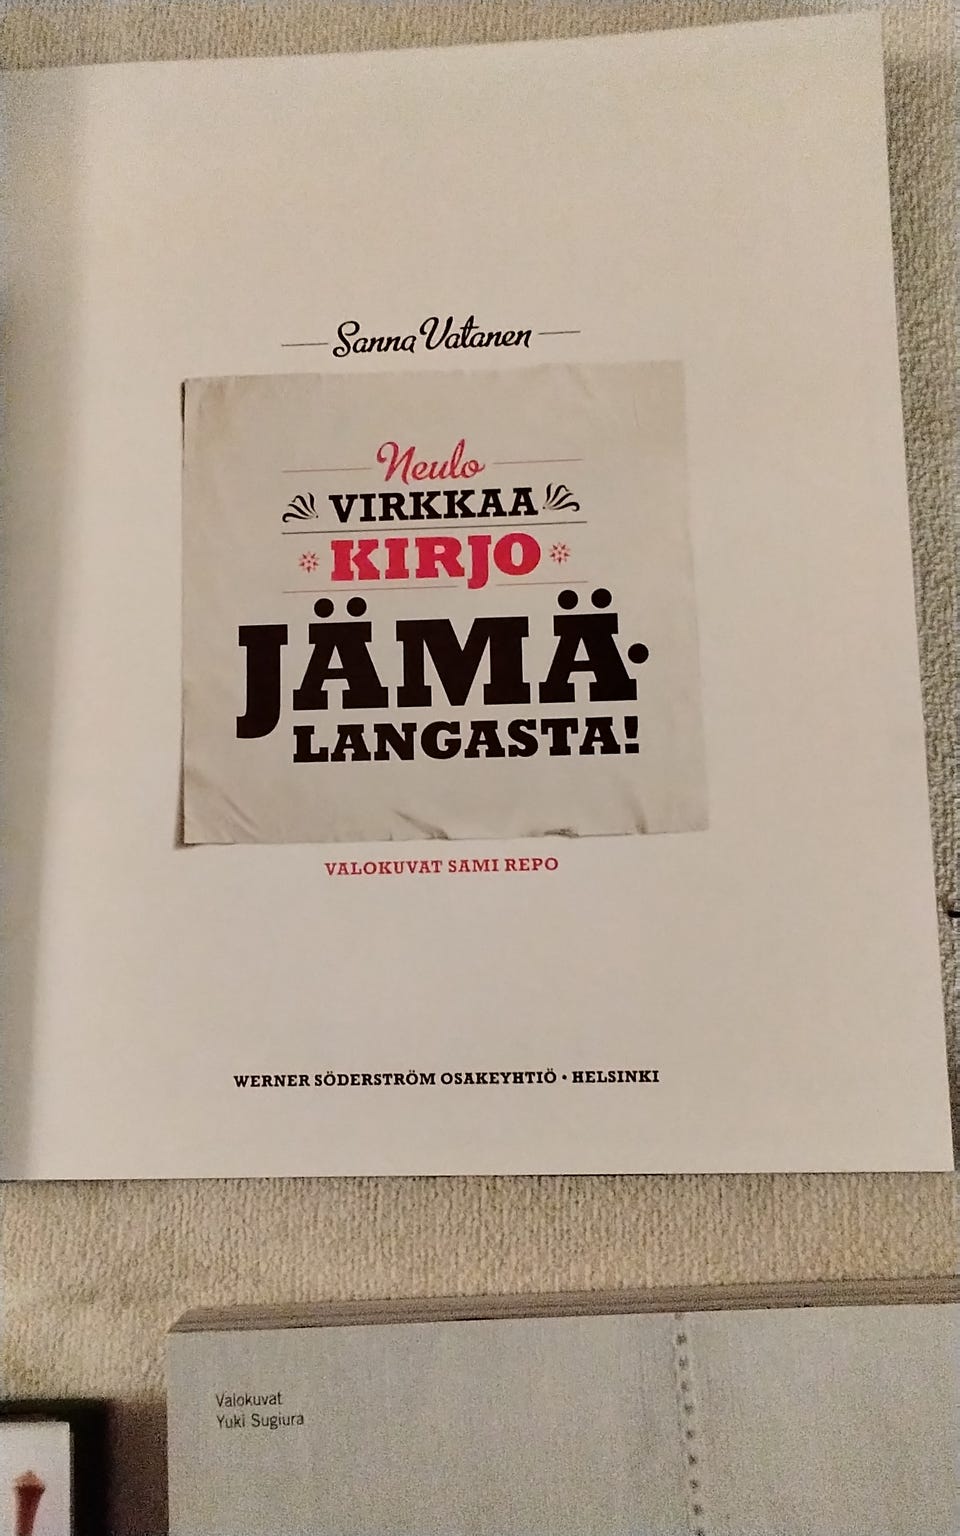 Sanna Vatanen
Neulo
VIRKKAA
KIRJO
JÄMÄ-
LANGASTA!
VALOKUVAT SAMI REPO
WERNER SÖDERSTRÖM OSAKEYHTIÖ • HELSINKI
Valokuvat
Yuki Sugiura